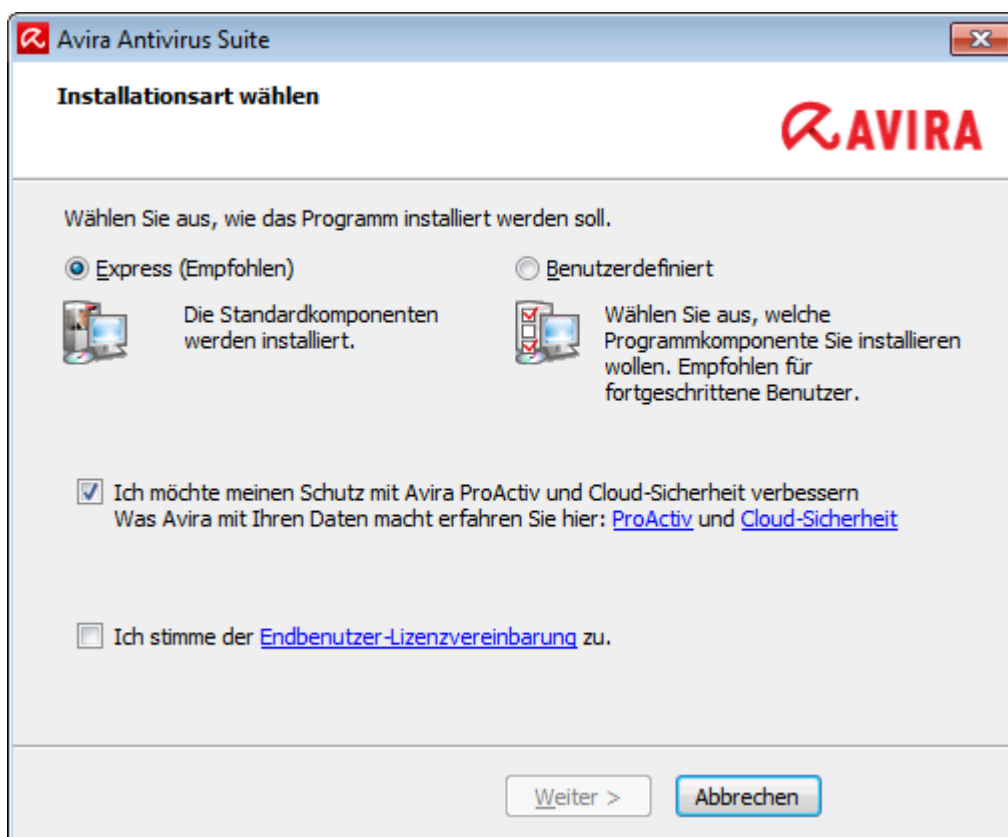 Avira Antivirus Suite
Installationsart wählen
AVIRA
Wählen Sie aus, wie das Programm installiert werden soll.
Express (Empfohlen)
Die Standardkomponenten
werden installiert.
Benutzerdefiniert
Wählen Sie aus, welche
Programmkomponente Sie installieren
wollen. Empfohlen für
fortgeschrittene Benutzer.
Ich möchte meinen Schutz mit Avira ProActiv und Cloud-Sicherheit verbessern
Was Avira mit Ihren Daten macht erfahren Sie hier: ProActiv und Cloud-Sicherheit
Ich stimme der Endbenutzer-Lizenzvereinbarung zu.
Weiter >
Abbrechen